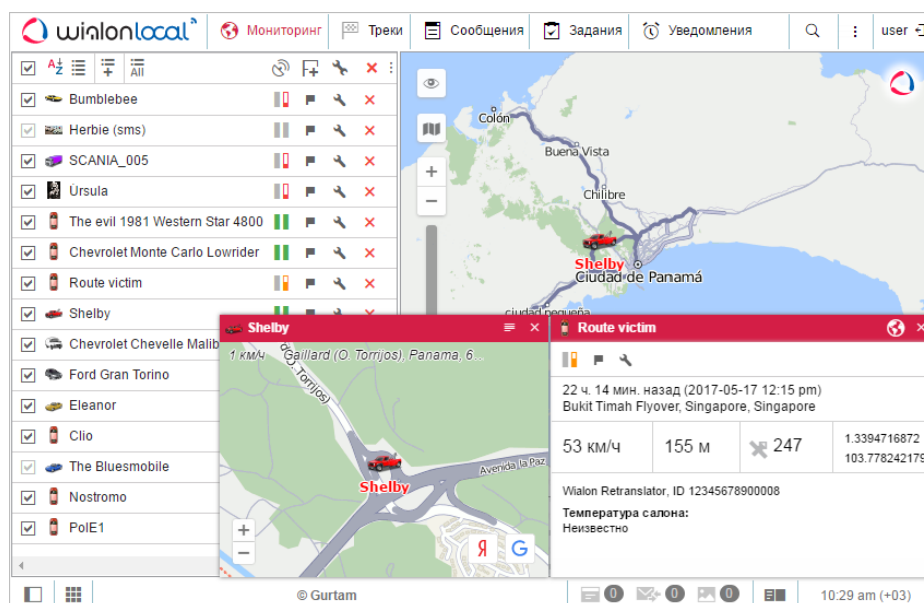 wialonlocal
Мониторинг
Треки
Сообщения
Задания
Уведомления
user
A
Z
All
Bumblebee
Herbie (sms)
SCANIA_005
Úrsula
The evil 1981 Western Star 4800
Chevrolet Monte Carlo Lowrider
Route victim
Shelby
Chevrolet Chevelle Malib
Ford Gran Torino
Eleanor
Clio
The Bluesmobile
Nostromo
PolE1
Colón
Buena Vista
Chilibre
Shelby
Ciudad de Panamá
ciudad pequeña
Shelby
1 км/ч Gaillard (O. Torrijos), Panama, 6...
d (O. Torrijos)
Avenida la Paz
Shelby
Я G
Route victim
22 ч. 14 мин. назад (2017-05-17 12:15 pm)
Bukit Timah Flyover, Singapore, Singapore
53 км/ч
155 м
247
1.3394716872
103.778242179
Wialon Retranslator, ID 12345678900008
Температура салона:
Неизвестно
© Gurtam
0
0
0
10:29 am (+03)